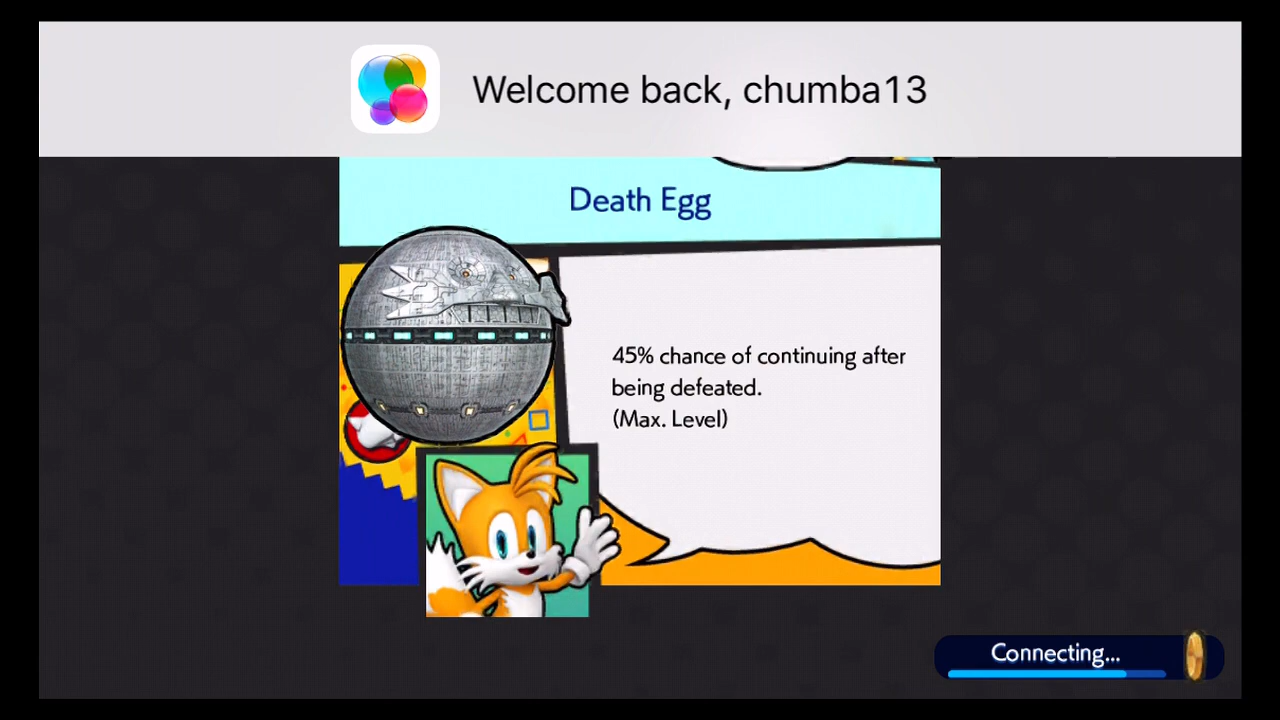 Welcome back, chumba13
Death Egg
45% chance of continuing after
being defeated.
(Max. Level)
Connecting...